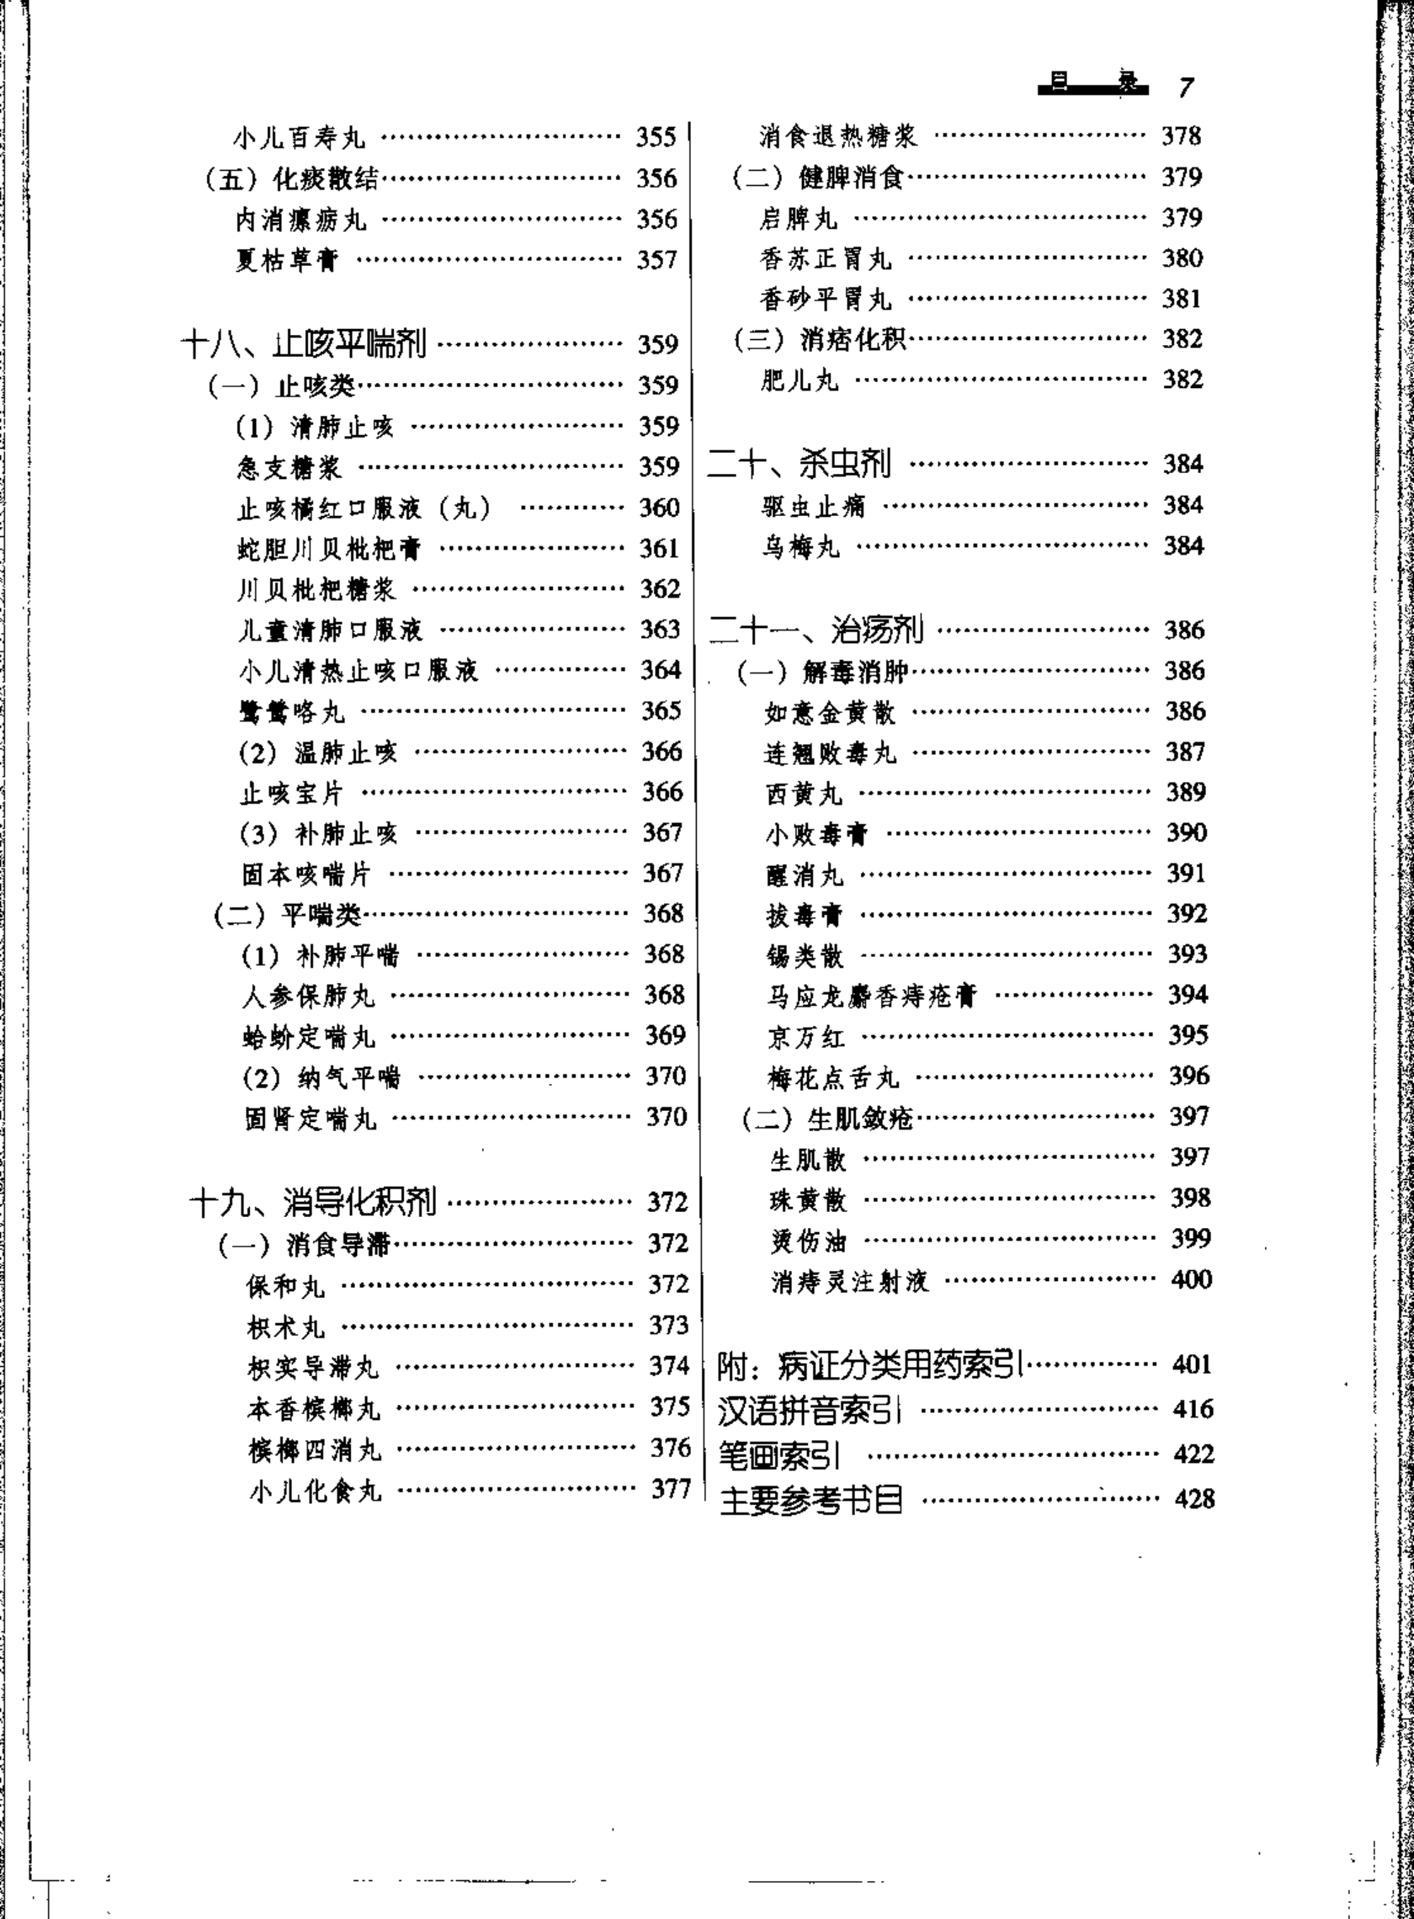 目 录 7
小儿百寿丸 ………………………… 355
（五）化痰散结………………………… 356
内消瘰疬丸 ………………………… 356
夏枯草膏 …………………………… 357
十八、止咳平喘剂 ………………… 359
（一）止咳类…………………………… 359
（1）清肺止咳 …………………… 359
急支糖浆 …………………………… 359
止咳橘红口服液（丸） ………… 360
蛇胆川贝枇杷膏 ………………… 361
川贝枇杷糖浆 …………………… 362
儿童清肺口服液 ………………… 363
小儿清热止咳口服液 …………… 364
鹭鸶咯丸 …………………………… 365
（2）温肺止咳 …………………… 366
止咳宝片 …………………………… 366
（3）补肺止咳 …………………… 367
固本咳喘片 ………………………… 367
（二）平喘类…………………………… 368
（1）补肺平喘 …………………… 368
人参保肺丸 ………………………… 368
蛤蚧定喘丸 ………………………… 369
（2）纳气平喘 …………………… 370
固肾定喘丸 ………………………… 370
十九、消导化积剂 ………………… 372
（一）消食导滞………………………… 372
保和丸 ……………………………… 372
枳术丸 ……………………………… 373
枳实导滞丸 ………………………… 374
本香槟榔丸 ………………………… 375
槟榔四消丸 ………………………… 376
小儿化食丸 ………………………… 377
消食退热糖浆 …………………… 378
（二）健脾消食………………………… 379
启脾丸 ……………………………… 379
香苏正胃丸 ………………………… 380
香砂平胃丸 ………………………… 381
（三）消痞化积………………………… 382
肥儿丸 ……………………………… 382
二十、杀虫剂 ………………………… 384
驱虫止痛 …………………………… 384
乌梅丸 ……………………………… 384
二十一、治疡剂 …………………… 386
（一）解毒消肿………………………… 386
如意金黄散 ………………………… 386
连翘败毒丸 ………………………… 387
西黄丸 ……………………………… 389
小败毒膏 …………………………… 390
醒消丸 ……………………………… 391
拔毒膏 ……………………………… 392
锡类散 ……………………………… 393
马应龙麝香痔疮膏 ……………… 394
京万红 ……………………………… 395
梅花点舌丸 ………………………… 396
（二）生肌敛疮………………………… 397
生肌散 ……………………………… 397
珠黄散 ……………………………… 398
烫伤油 ……………………………… 399
消痔灵注射液 …………………… 400
附：病证分类用药索引…………… 401
汉语拼音索引 ……………………… 416
笔画索引 …………………………… 422
主要参考书目 ……………………… 428